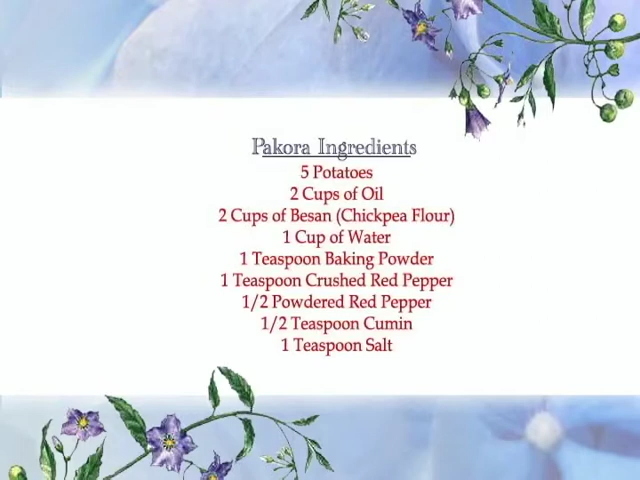 Pakora Ingredients
5 Potatoes
2 Cups of Oil
2 Cups of Besan (Chickpea Flour)
1 Cup of Water
1 Teaspoon Baking Powder
1 Teaspoon Crushed Red Pepper
1/2 Powdered Red Pepper
1/2 Teaspoon Cumin
1 Teaspoon Salt